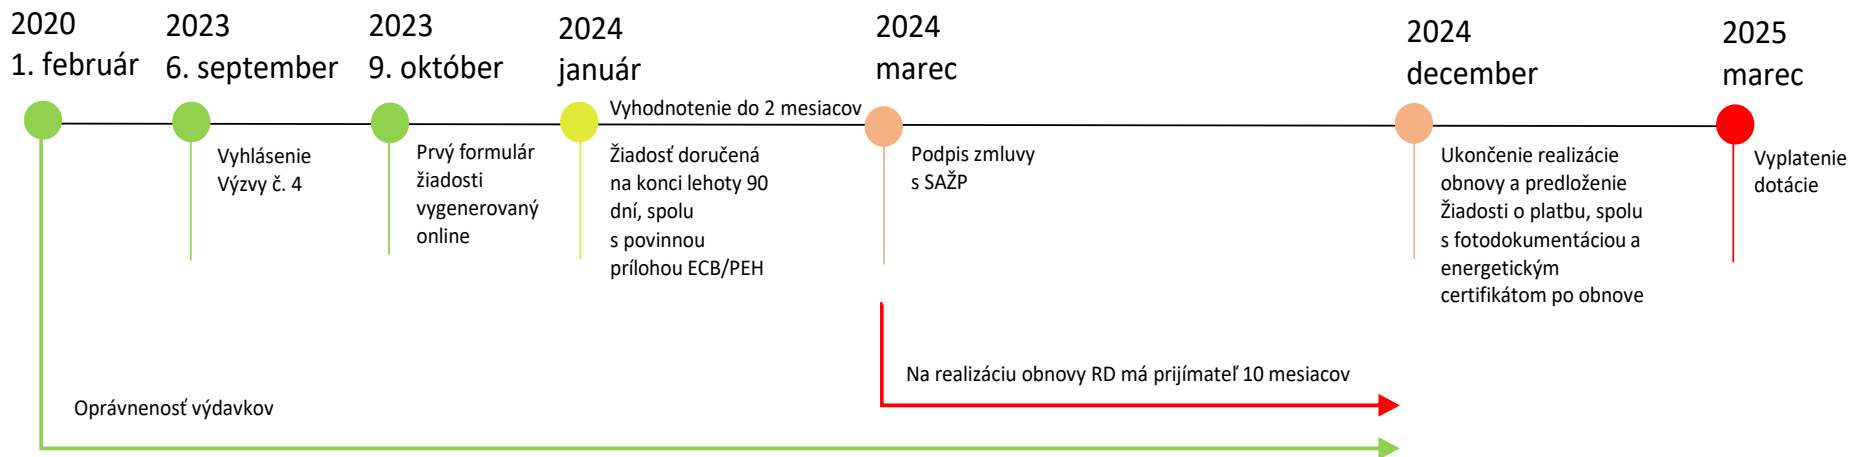 2020
1. február
2023
6. september
2023
9. október
2024
január
2024
marec
2024
december
2025
marec
Vyhodnotenie do 2 mesiacov
Vyhlásenie
Výzvy č. 4
Prvý formulár
žiadosti
vygenerovaný
online
Žiadosť doručená
na konci lehoty 90
dní, spolu
s povinnou
prílohou ECB/PEH
Podpis zmluvy
s SAŽP
Ukončenie realizácie
obnovy a predloženie
Žiadosti o platbu, spolu
s fotodokumentáciou a
energetickým
certifikátom po obnove
Vyplatenie
dotácie
Na realizáciu obnovy RD má prijímateľ 10 mesiacov
Oprávnenosť výdavkov